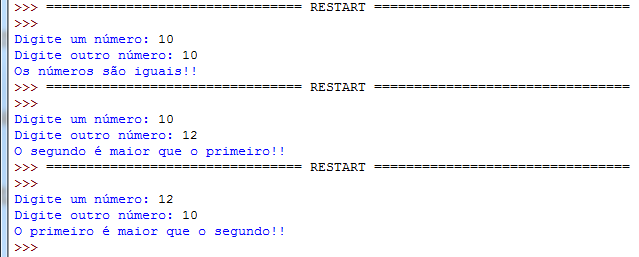 >>> ================================ RESTART ================================
>>>
Digite um número: 10
Digite outro número: 10
Os números são iguais!!
>>> ================================ RESTART ================================
>>>
Digite um número: 10
Digite outro número: 12
O segundo é maior que o primeiro!!
>>> ================================ RESTART ================================
>>>
Digite um número: 12
Digite outro número: 10
O primeiro é maior que o segundo!!
>>>